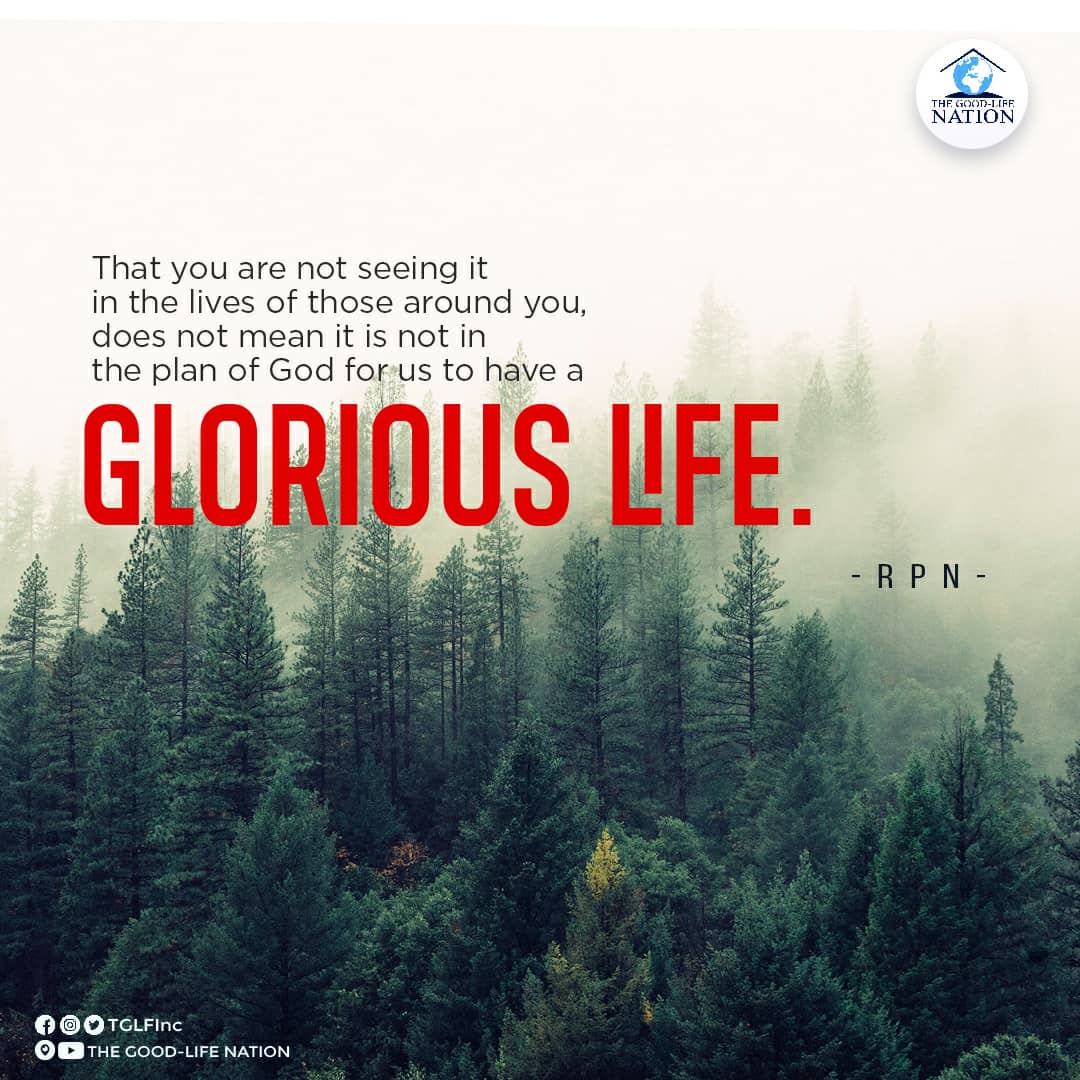 THE GOOD-LIFE
NATION
That you are not seeing it
in the lives of those around you,
does not mean it is not in
the plan of God for us to have a
GLORIOUS LIFE.
- R P N -
TGLFInc
THE GOOD-LIFE NATION